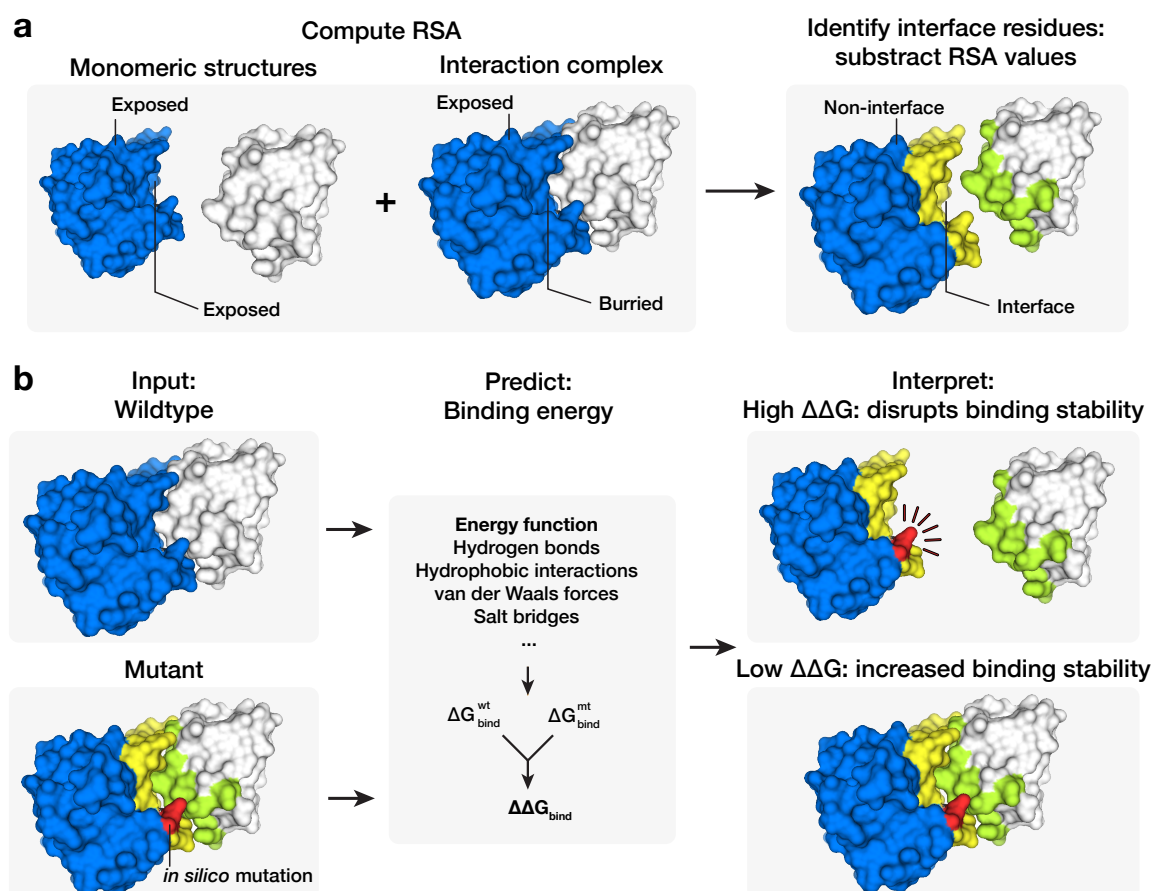 a
Compute RSA
Identify interface residues:
substract RSA values
Monomeric structures
Interaction complex
Exposed
Exposed
Exposed
+
Burried
Non-interface
Interface
b
Input:
Wildtype
Predict:
Binding energy
Interpret:
High ΔΔG: disrupts binding stability
Energy function
Hydrogen bonds
Hydrophobic interactions
van der Waals forces
Salt bridges
...
ΔG wt bind
ΔG mt bind
ΔΔG bind
Mutant
in silico mutation
Low ΔΔG: increased binding stability